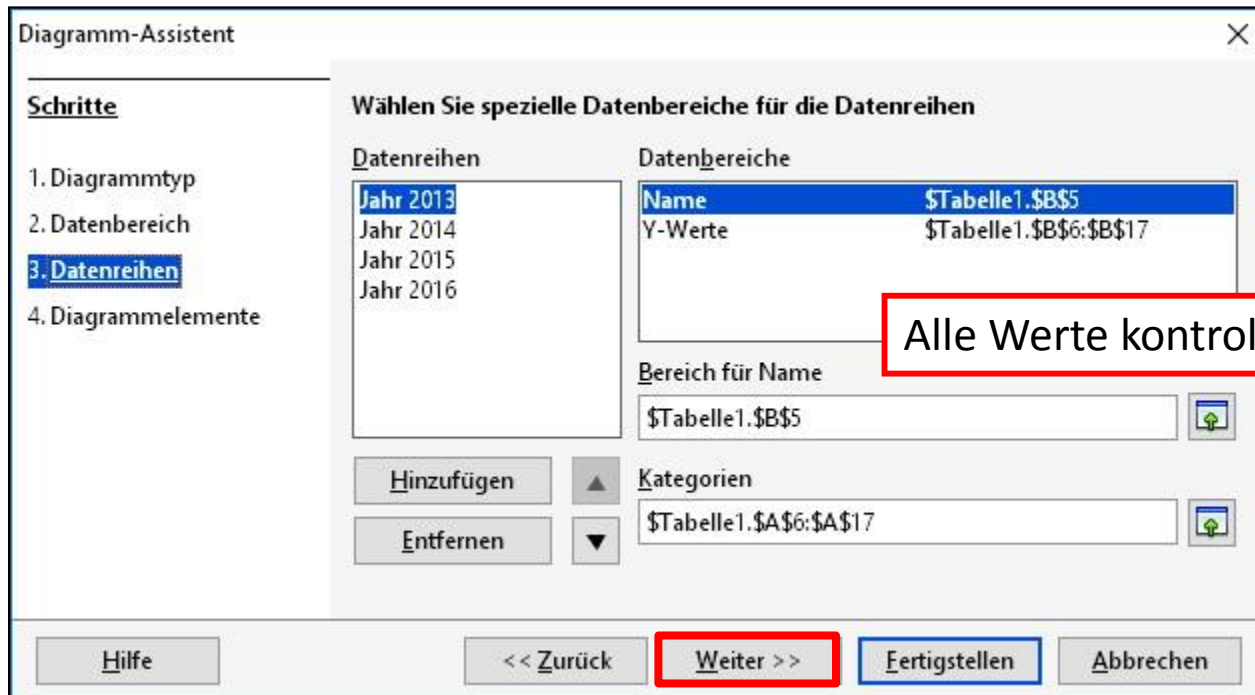 Diagramm-Assistent
Schritte
1. Diagrammtyp
2. Datenbereich
3. Datenreihen
4. Diagrammelemente
Wählen Sie spezielle Datenbereiche für die Datenreihen
Datenreihen
Jahr 2013
Jahr 2014
Jahr 2015
Jahr 2016
Hinzufügen
Entfernen
Datenbereiche
Name $Tabelle1.$B$5
Y-Werte $Tabelle1.$B$6:$B$17
Alle Werte kontrol
Bereich für Name
$Tabelle1.$B$5
Kategorien
$Tabelle1.$A$6:$A$17
Hilfe
<< Zurück
Weiter >>
Fertigstellen
Abbrechen